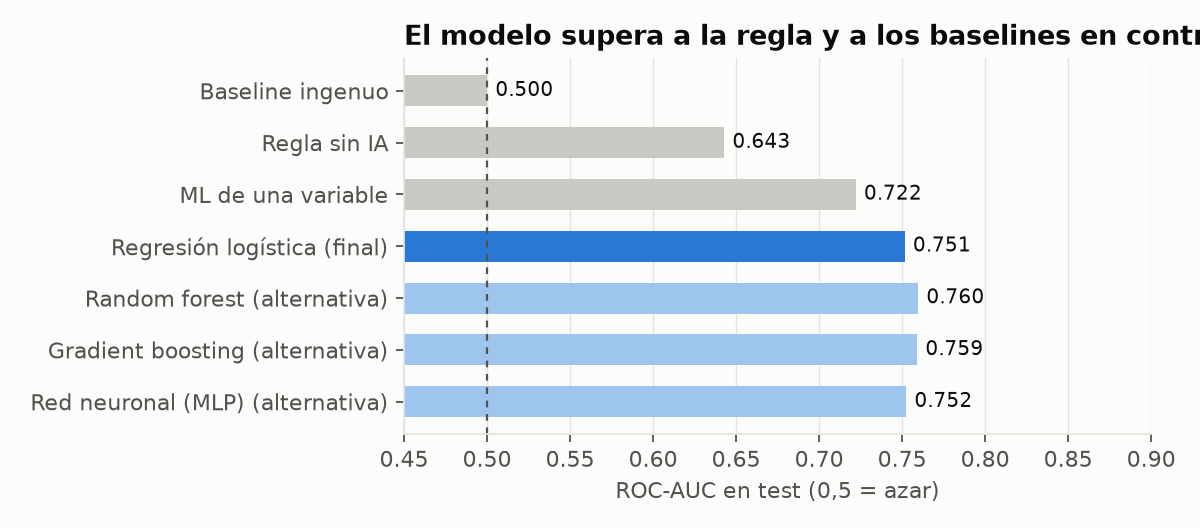 El modelo supera a la regla y a los baselines en
Baseline ingenuo
0.500
Regla sin IA
0.643
ML de una variable
0.722
Regresión logística (final)
0.751
Random forest (alternativa)
0.760
Gradient boosting (alternativa)
0.759
Red neuronal (MLP) (alternativa)
0.752
0.45 0.50 0.55 0.60 0.65 0.70 0.75 0.80 0.85 0.90
ROC-AUC en test (0,5 = azar)